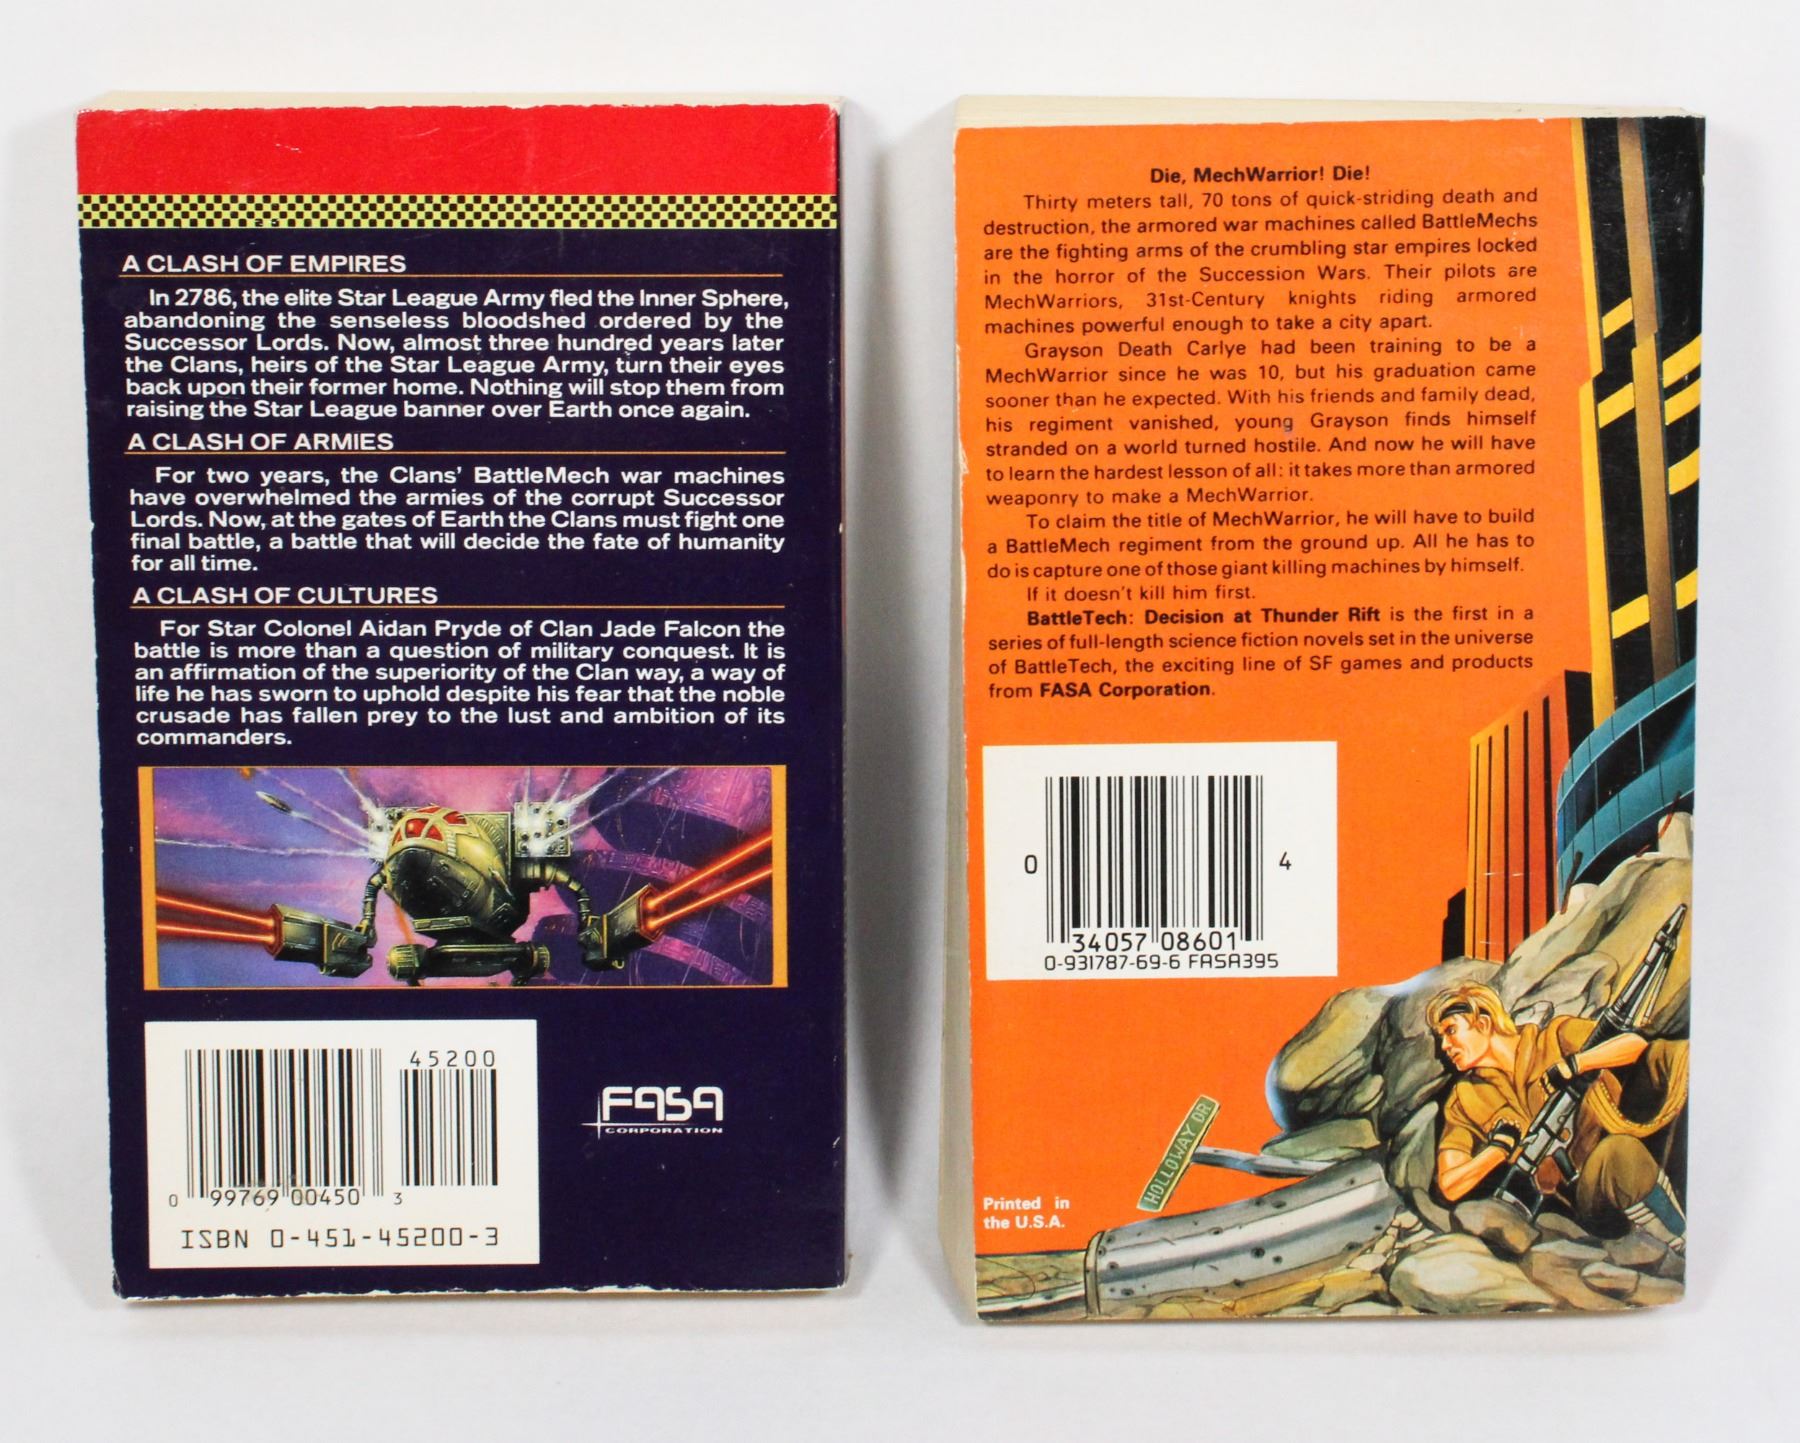 A CLASH OF EMPIRES
In 2786, the elite Star League Army fled the Inner Sphere,
abandoning the senseless bloodshed ordered by the
Successor Lords. Now, almost three hundred years later
the Clans, heirs of the Star League Army, turn their eyes
back upon their former home. Nothing will stop them from
raising the Star League banner over Earth once again.
A CLASH OF ARMIES
For two years, the Clans' BattleMech war machines
have overwhelmed the armies of the corrupt Successor
Lords. Now, at the gates of Earth the Clans must fight one
final battle, a battle that will decide the fate of humanity
for all time.
A CLASH OF CULTURES
For Star Colonel Aidan Pryde of Clan Jade Falcon the
battle is more than a question of military conquest. It is
an affirmation of the superiority of the Clan way, a way of
life he has sworn to uphold despite his fear that the noble
crusade has fallen prey to the lust and ambition of its
commanders.
45200
0 99769 00450 3
ISBN 0-451-45200-3
FASA
CORPORATION
Die, MechWarrior! Die!
Thirty meters tall, 70 tons of quick-striding death and
destruction, the armored war machines called BattleMechs
are the fighting arms of the crumbling star empires locked
in the horror of the Succession Wars. Their pilots are
MechWarriors, 31st-Century knights riding armored
machines powerful enough to take a city apart.
Grayson Death Carlye had been training to be a
MechWarrior since he was 10, but his graduation came
sooner than he expected. With his friends and family dead,
his regiment vanished, young Grayson finds himself
stranded on a world turned hostile. And now he will have
to learn the hardest lesson of all: it takes more than armored
weaponry to make a MechWarrior.
To claim the title of MechWarrior, he will have to build
a BattleMech regiment from the ground up. All he has to
do is capture one of those giant killing machines by himself.
If it doesn't kill him first.
BattleTech: Decision at Thunder Rift is the first in a
series of full-length science fiction novels set in the universe
of BattleTech, the exciting line of SF games and products
from FASA Corporation.
0 34057 08601 4
0-931787-69-6 FASA395
HOLLOWAY DR
Printed in
the U.S.A.